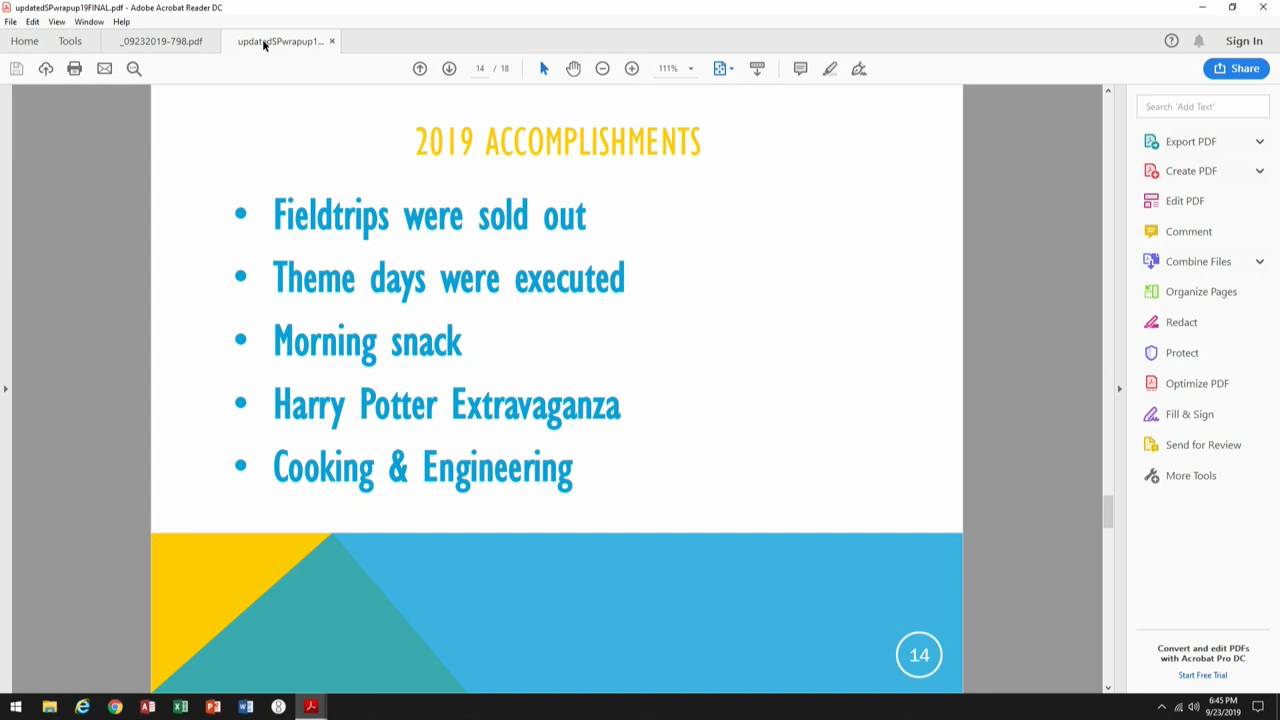 updatedSPwrapup19FINAL.pdf - Adobe Acrobat Reader DC
File Edit View Window Help
Home Tools _09232019-798.pdf updatedSPwrapup1... ×
Sign In
14 / 18 111% Share
2019 ACCOMPLISHMENTS
• Fieldtrips were sold out
• Theme days were executed
• Morning snack
• Harry Potter Extravaganza
• Cooking & Engineering
14
Search 'Add Text'
Export PDF
Create PDF
Edit PDF
Comment
Combine Files
Organize Pages
Redact
Protect
Optimize PDF
Fill & Sign
Send for Review
More Tools
Convert and edit PDFs
with Acrobat Pro DC
Start Free Trial
6:45 PM
9/23/2019